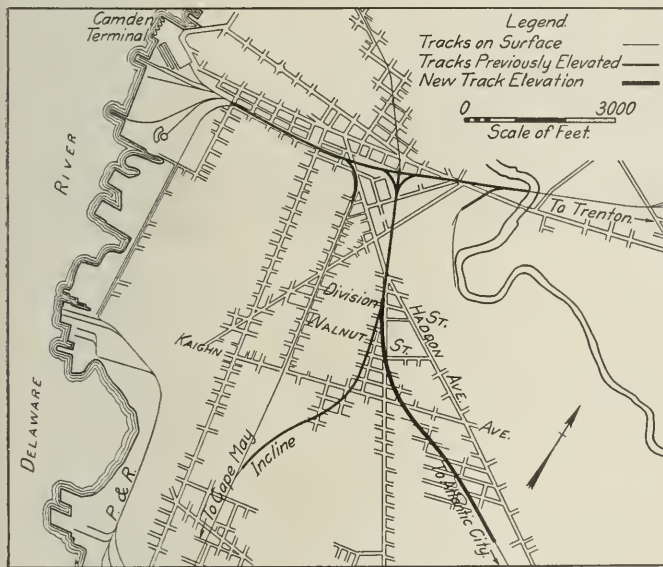 Camden
Terminal
Legend.
Tracks on Surface
Tracks Previously Elevated
New Track Elevation
0 3000
Scale of Feet.
RIVER
To Trenton
Division
ST.
HADDON
WALNUT
ST.
KAIGHN
AVE.
AVE.
DELAWARE
P. & R.
To Cape May
Incline
To Atlantic City